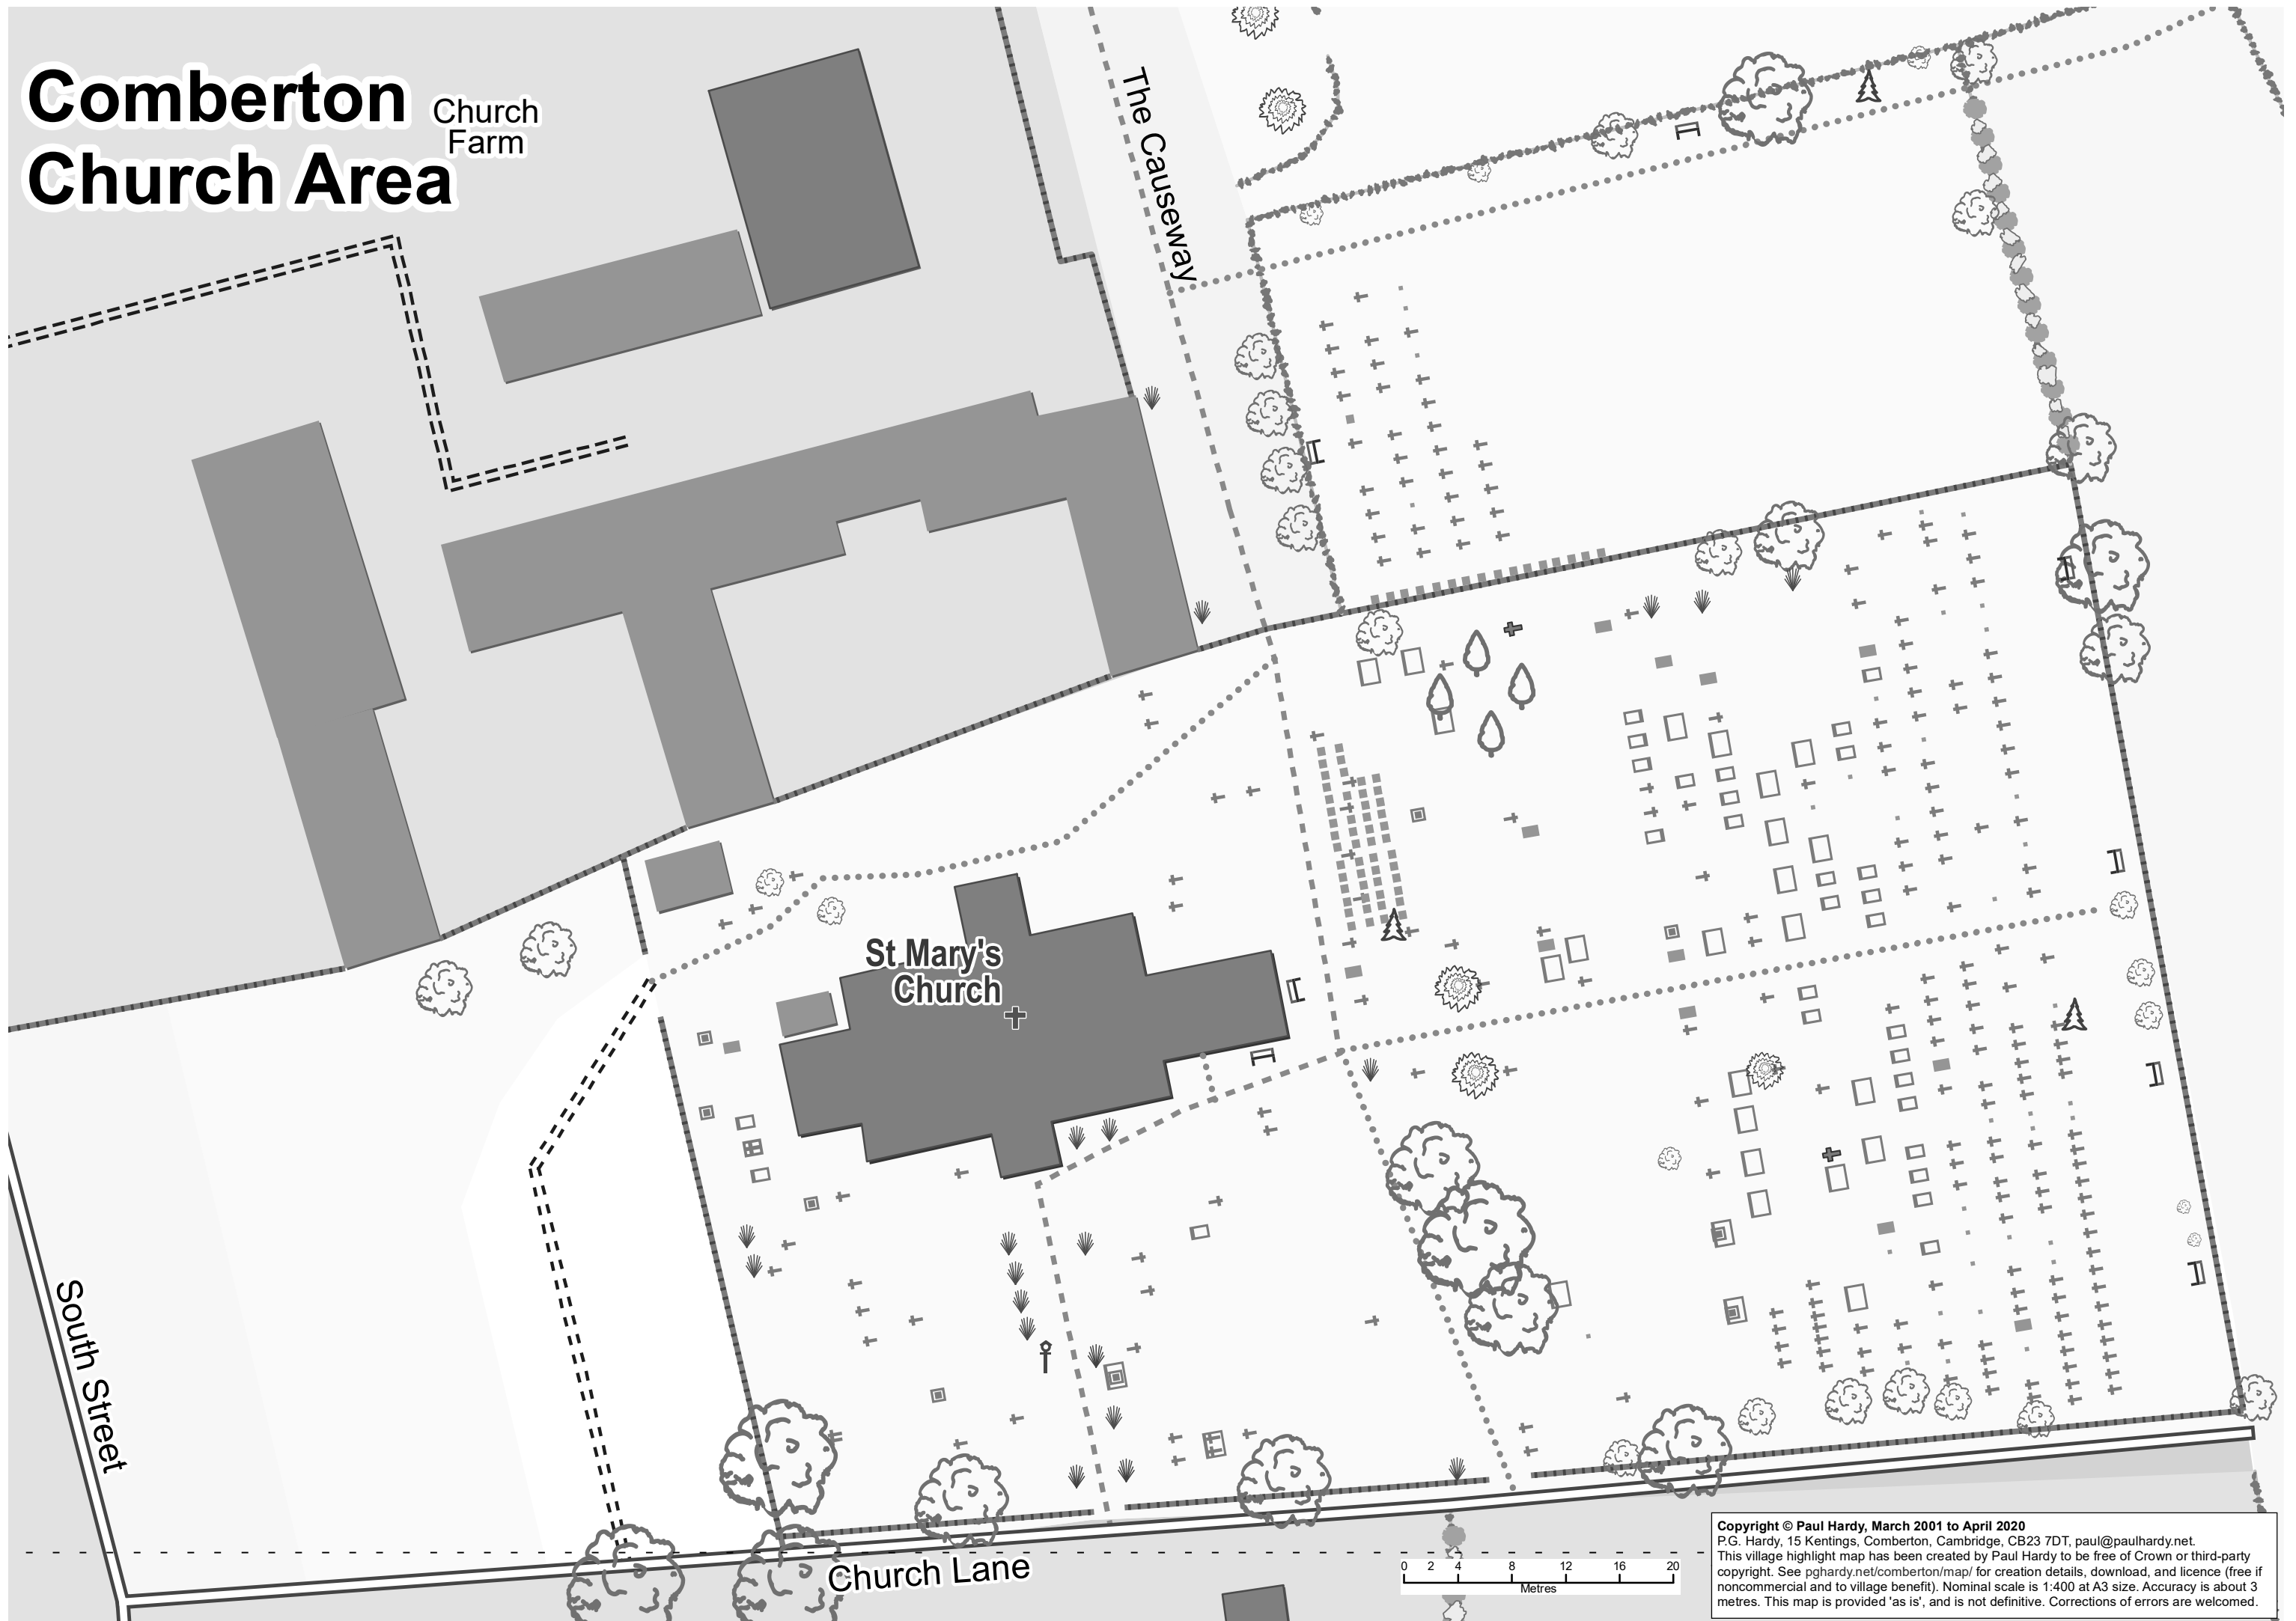 Comberton
Church Area
Church
Farm
The Causeway
St Mary's
Church
South Street
Church Lane
0 2 4 8 12 16 20
Metres
Copyright © Paul Hardy, March 2001 to April 2020
P.G. Hardy, 15 Kentings, Comberton, Cambridge, CB23 7DT, paul@paulhardy.net.
This village highlight map has been created by Paul Hardy to be free of Crown or third-party
copyright. See pghardy.net/comberton/map/ for creation details, download, and licence (free if
noncommercial and to village benefit). Nominal scale is 1:400 at A3 size. Accuracy is about 3
metres. This map is provided 'as is', and is not definitive. Corrections of errors are welcomed.